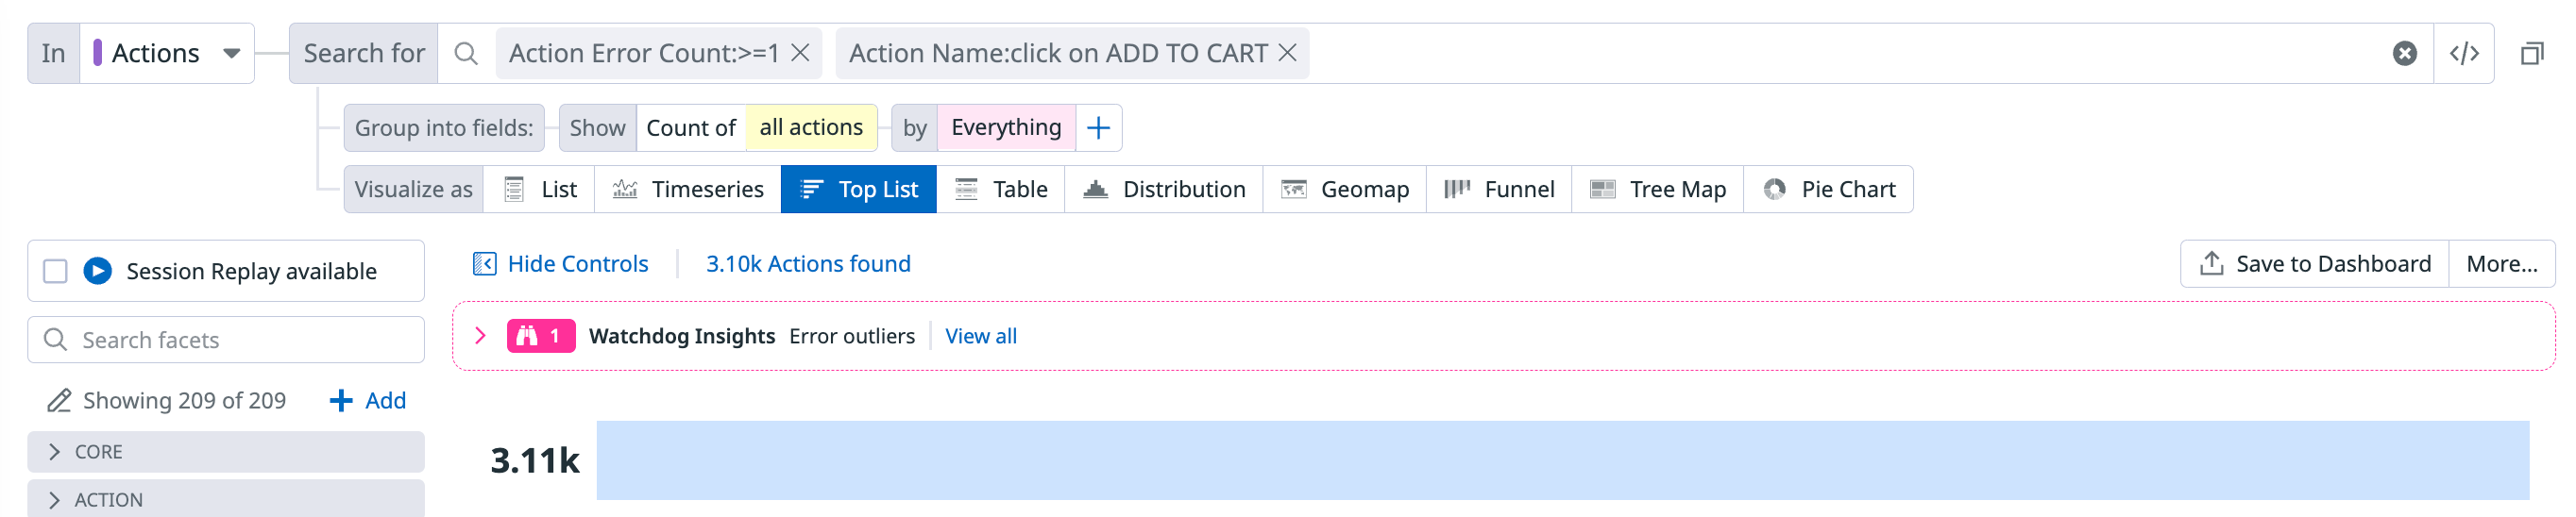 In Actions Search for Action Error Count:>=1 Action Name:click on ADD TO CART </>
Group into fields: Show Count of all actions by Everything +
Visualize as List Timeseries Top List Table Distribution Geomap Funnel Tree Map Pie Chart
Session Replay available
Hide Controls 3.10k Actions found Save to Dashboard More...
Search facets
1 Watchdog Insights Error outliers View all
Showing 209 of 209 + Add
CORE
3.11k
ACTION